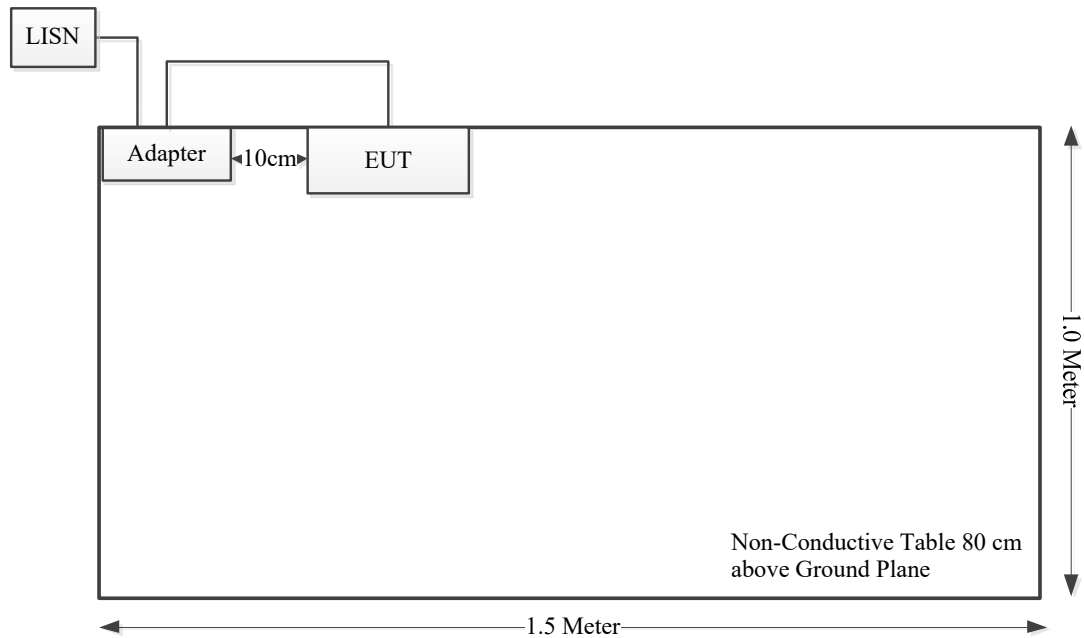 LISN
Adapter
10cm
EUT
1.0 Meter
Non-Conductive Table 80 cm
above Ground Plane
1.5 Meter